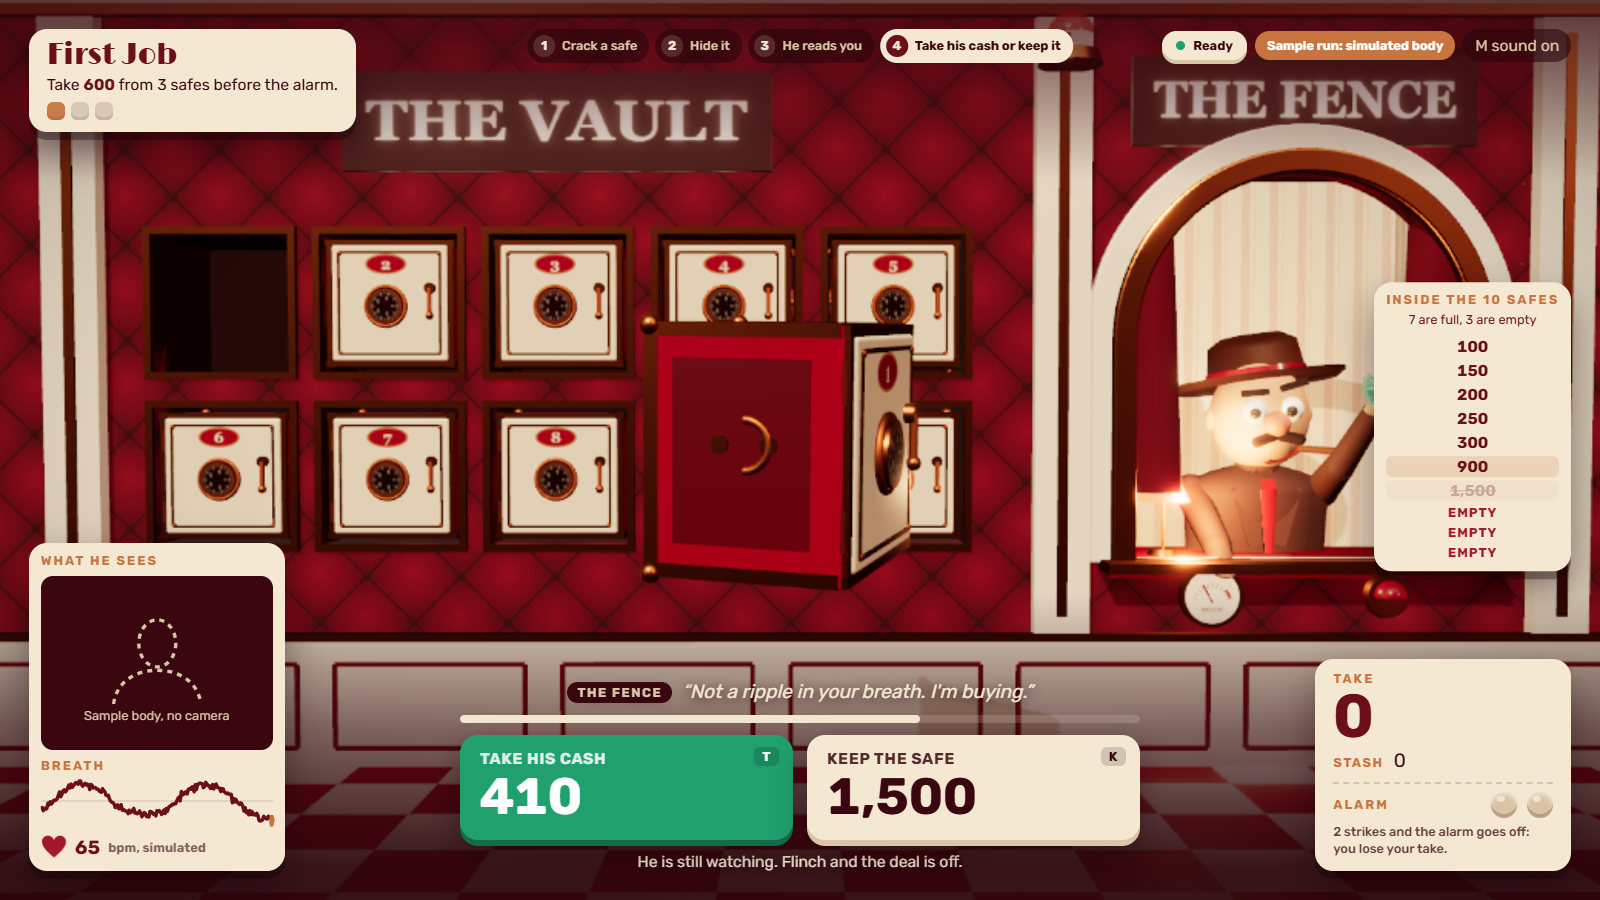 First Job
Take 600 from 3 safes before the alarm.
1 Crack a safe
2 Hide it
3 He reads you
4 Take his cash or keep it
Ready
Sample run: simulated body
M sound on
THE VAULT
THE FENCE
2
3
4
5
6
7
8
1
INSIDE THE 10 SAFES
7 are full, 3 are empty
100
150
200
250
300
900
1,500
EMPTY
EMPTY
EMPTY
WHAT HE SEES
Sample body, no camera
BREATH
65 bpm, simulated
THE FENCE “Not a ripple in your breath. I'm buying.”
TAKE HIS CASH T
410
KEEP THE SAFE K
1,500
He is still watching. Flinch and the deal is off.
TAKE
0
STASH 0
ALARM
2 strikes and the alarm goes off:
you lose your take.